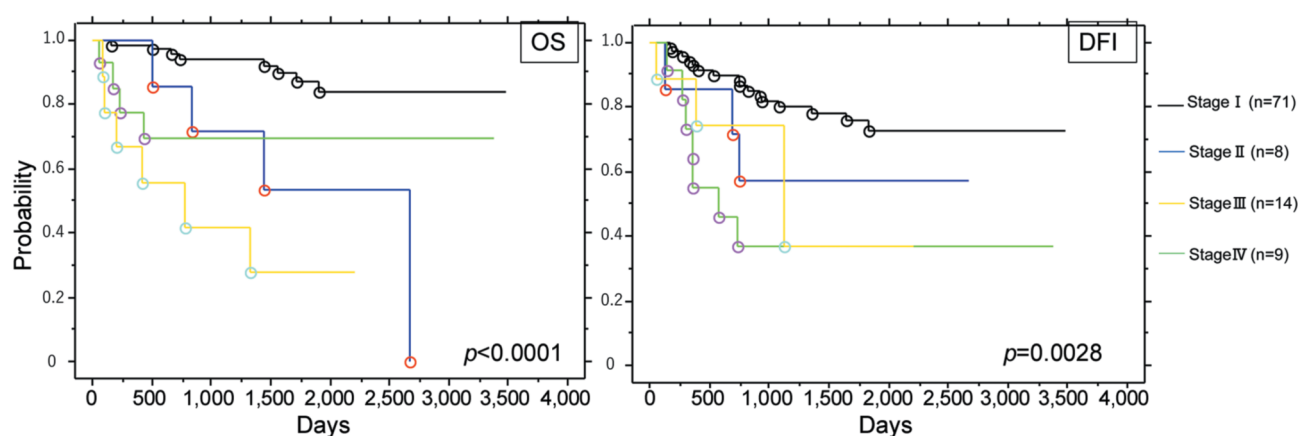 OS
Probability
1.0
0.8
0.6
0.4
0.2
0
p<0.0001
0 500 1,000 1,500 2,000 2,500 3,000 3,500 4,000
Days
DFI
1.0
0.8
0.6
0.4
0.2
0
p=0.0028
0 500 1,000 1,500 2,000 2,500 3,000 3,500 4,000
Days
Stage Ⅰ (n=71)
Stage Ⅱ (n=8)
Stage Ⅲ (n=14)
Stage Ⅳ (n=9)